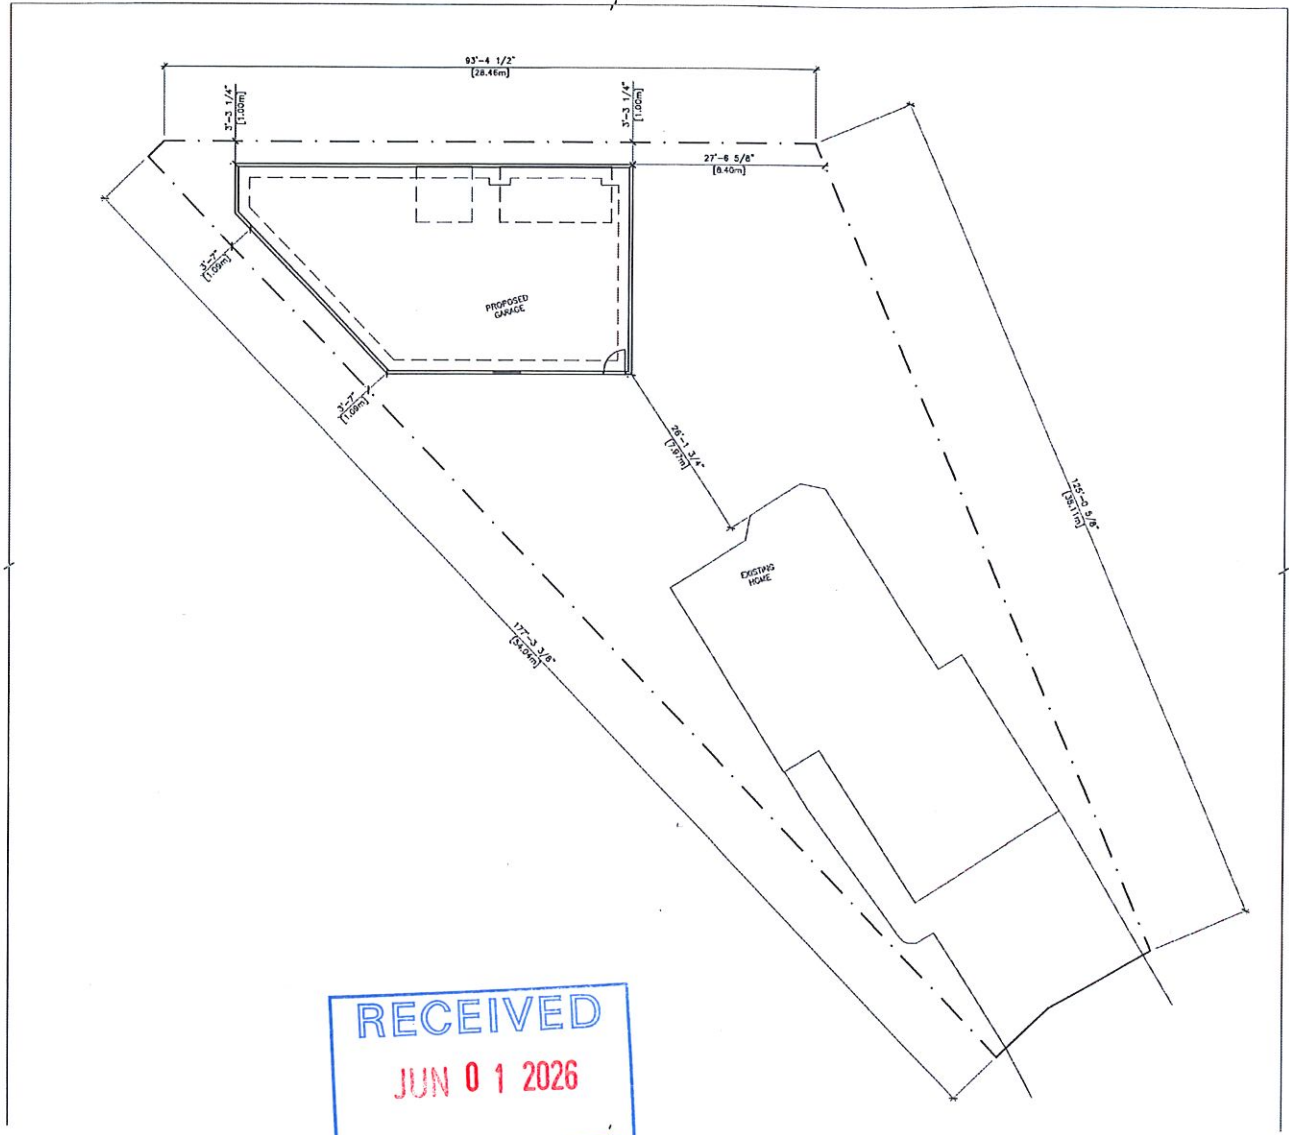 93'-4 1/2"
[28.46m]
3'-3 1/4"
[1.00m]
3'-3 1/4"
[1.00m]
27'-6 5/8"
[8.40m]
3'-7"
[1.09m]
PROPOSED
GARAGE
3'-7"
[1.09m]
26'-1 3/4"
[7.97m]
125'-0 5/8"
[38.11m]
EXISTING
HOME
177'-3 3/8"
[54.04m]
RECEIVED
JUN 01 2026